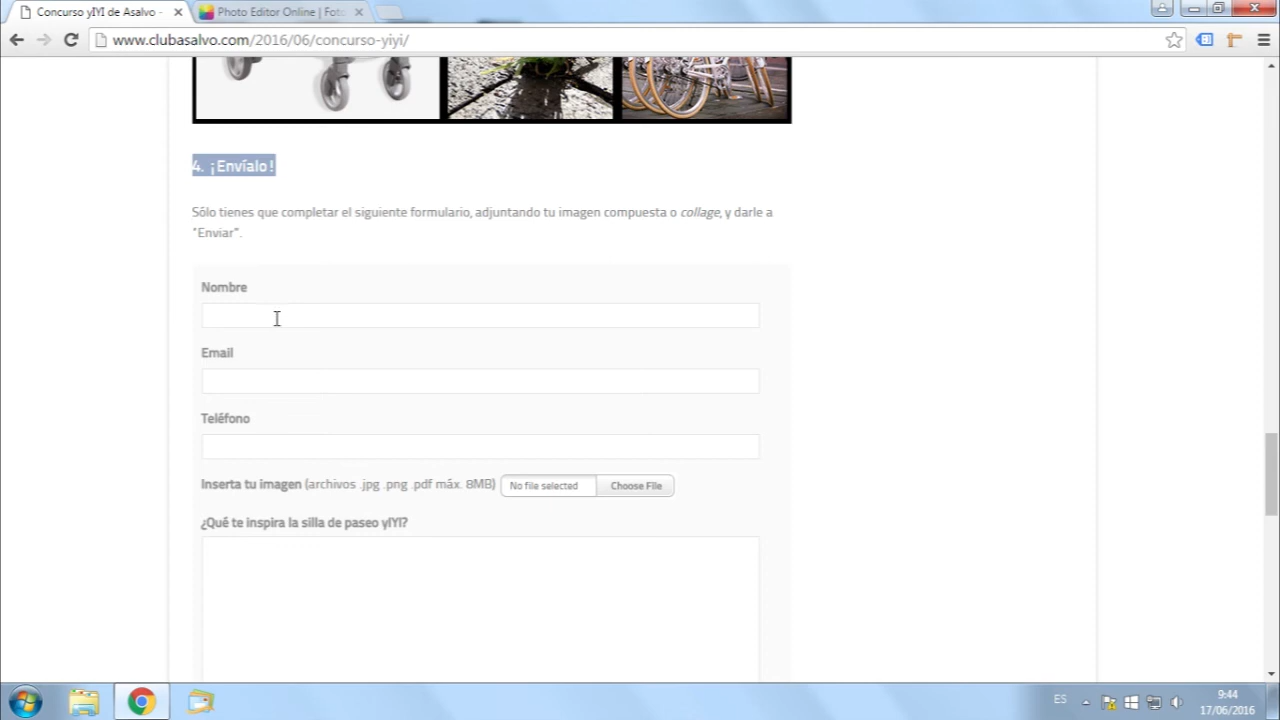 Concurso yIYI de Asalvo -
Photo Editor Online | Foto
www.clubasalvo.com/2016/06/concurso-yiyi/
4. ¡Envíalo!
Sólo tienes que completar el siguiente formulario, adjuntando tu imagen compuesta o collage, y darle a
"Enviar".
Nombre
Email
Teléfono
Inserta tu imagen (archivos .jpg .png .pdf máx. 8MB) No file selected Choose File
¿Qué te inspira la silla de paseo yIYI?
ES
9:44
17/06/2016